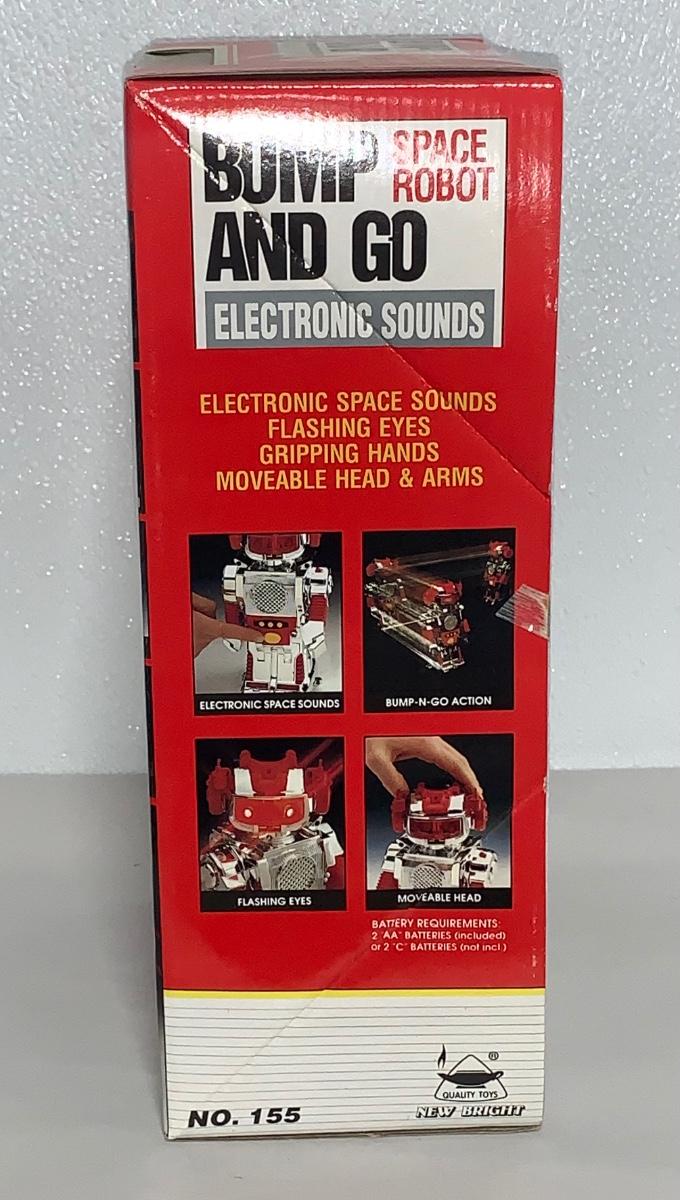 BUMP SPACE ROBOT
AND GO
ELECTRONIC SOUNDS
ELECTRONIC SPACE SOUNDS
FLASHING EYES
GRIPPING HANDS
MOVEABLE HEAD & ARMS
ELECTRONIC SPACE SOUNDS
BUMP-N-GO ACTION
FLASHING EYES
MOVEABLE HEAD
BATTERY REQUIREMENTS:
2 "AA" BATTERIES (included)
or 2 "C" BATTERIES (not incl.)
®
QUALITY TOYS
NEW BRIGHT
NO. 155